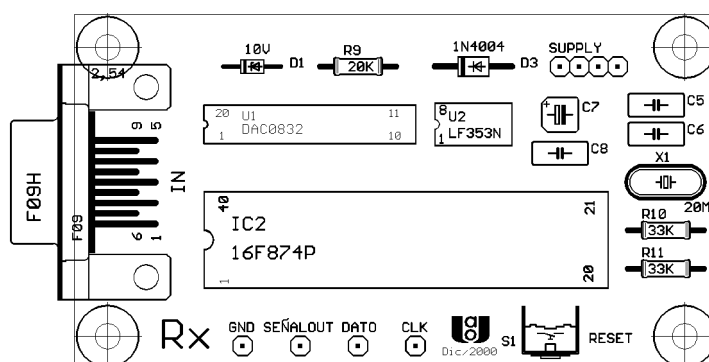 10V D1
R9
20K
1N4004 D3
SUPPLY
2,54
F09H
F09
9 5
6 1
IN
20 U1 11
DAC0832
1 10
8 U2
1 LF353N
C7
C8
C5
C6
X1
20M
R10
33K
R11
33K
40 21
IC2
16F874P
1 20
Rx
GND SEÑALOUT DATO CLK
Dic/2000
S1 RESET